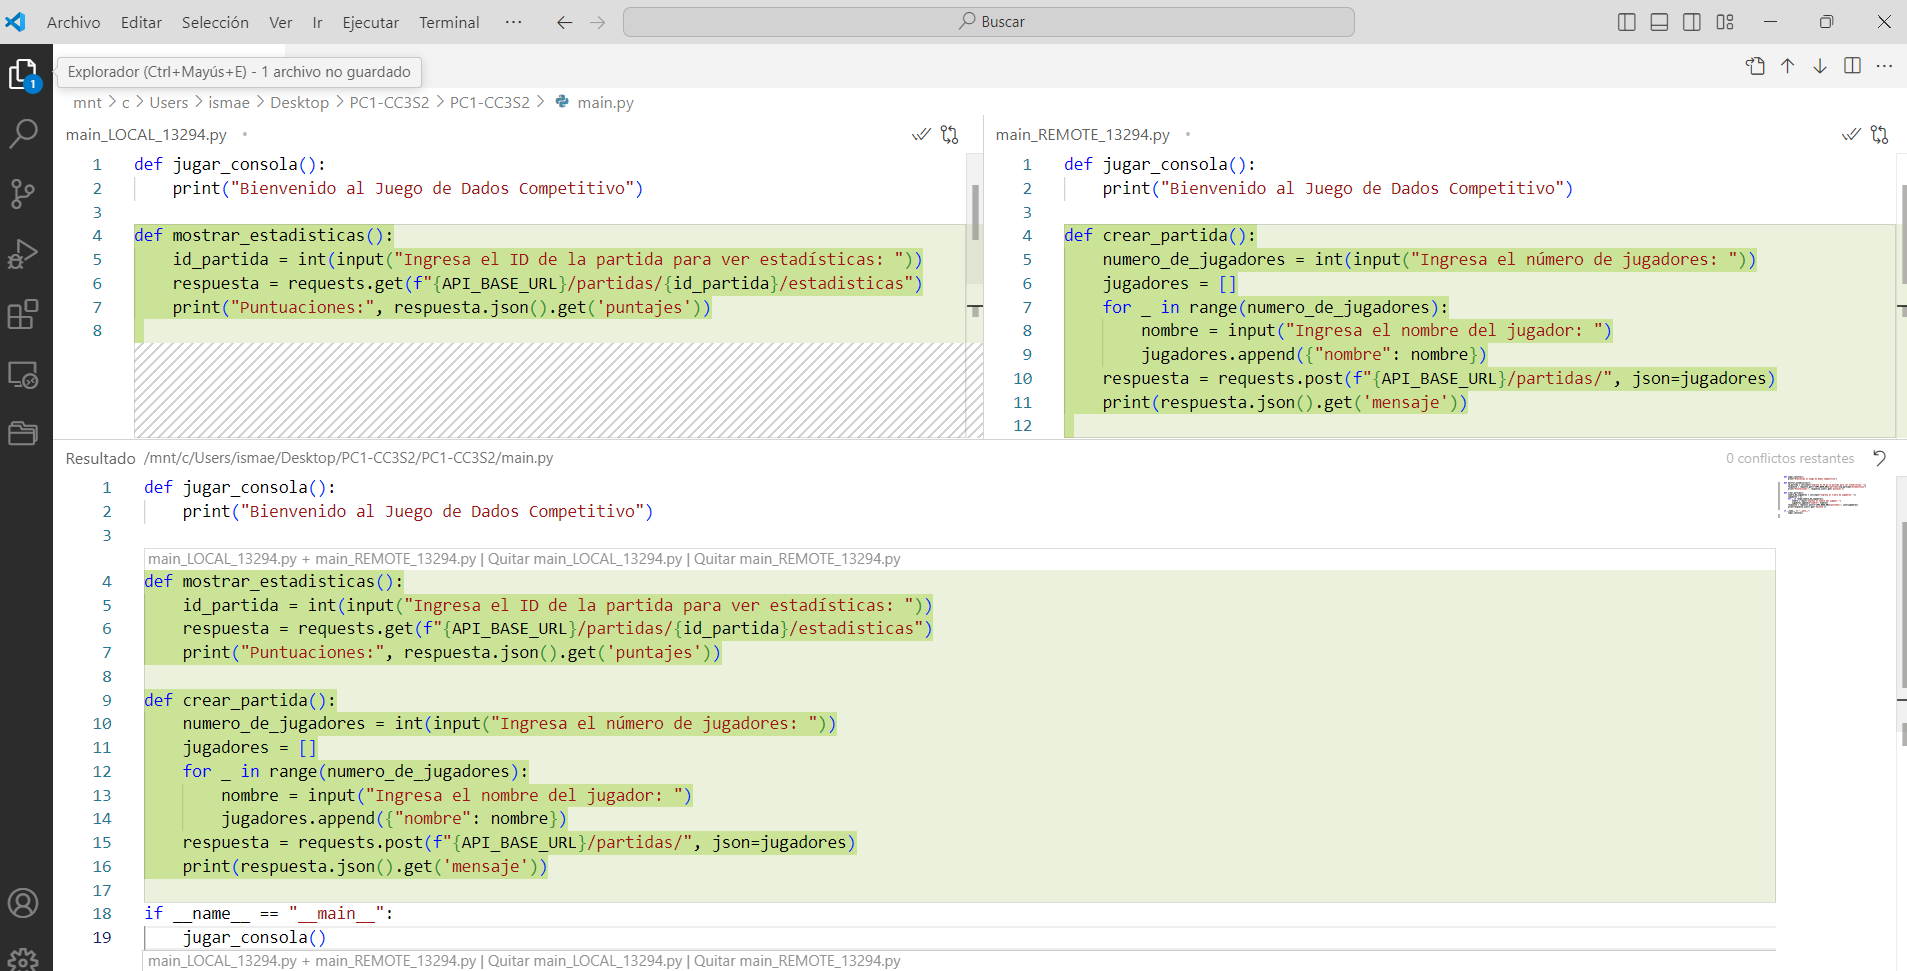 Archivo Editar Selección Ver Ir Ejecutar Terminal ··· Buscar
1
Explorador (Ctrl+Mayús+E) - 1 archivo no guardado
mnt > c > Users > ismae > Desktop > PC1-CC3S2 > PC1-CC3S2 > main.py
main_LOCAL_13294.py
1 def jugar_consola():
2 print("Bienvenido al Juego de Dados Competitivo")
3
4 def mostrar_estadisticas():
5 id_partida = int(input("Ingresa el ID de la partida para ver estadísticas: "))
6 respuesta = requests.get(f"{API_BASE_URL}/partidas/{id_partida}/estadisticas")
7 print("Puntuaciones:", respuesta.json().get('puntajes'))
8
main_REMOTE_13294.py
1 def jugar_consola():
2 print("Bienvenido al Juego de Dados Competitivo")
3
4 def crear_partida():
5 numero_de_jugadores = int(input("Ingresa el número de jugadores: "))
6 jugadores = []
7 for _ in range(numero_de_jugadores):
8 nombre = input("Ingresa el nombre del jugador: ")
9 jugadores.append({"nombre": nombre})
10 respuesta = requests.post(f"{API_BASE_URL}/partidas/", json=jugadores)
11 print(respuesta.json().get('mensaje'))
12
Resultado /mnt/c/Users/ismae/Desktop/PC1-CC3S2/PC1-CC3S2/main.py 0 conflictos restantes
1 def jugar_consola():
2 print("Bienvenido al Juego de Dados Competitivo")
3
main_LOCAL_13294.py + main_REMOTE_13294.py | Quitar main_LOCAL_13294.py | Quitar main_REMOTE_13294.py
4 def mostrar_estadisticas():
5 id_partida = int(input("Ingresa el ID de la partida para ver estadísticas: "))
6 respuesta = requests.get(f"{API_BASE_URL}/partidas/{id_partida}/estadisticas")
7 print("Puntuaciones:", respuesta.json().get('puntajes'))
8
9 def crear_partida():
10 numero_de_jugadores = int(input("Ingresa el número de jugadores: "))
11 jugadores = []
12 for _ in range(numero_de_jugadores):
13 nombre = input("Ingresa el nombre del jugador: ")
14 jugadores.append({"nombre": nombre})
15 respuesta = requests.post(f"{API_BASE_URL}/partidas/", json=jugadores)
16 print(respuesta.json().get('mensaje'))
17
18 if __name__ == "__main__":
19 jugar_consola()
main_LOCAL_13294.py + main_REMOTE_13294.py | Quitar main_LOCAL_13294.py | Quitar main_REMOTE_13294.py